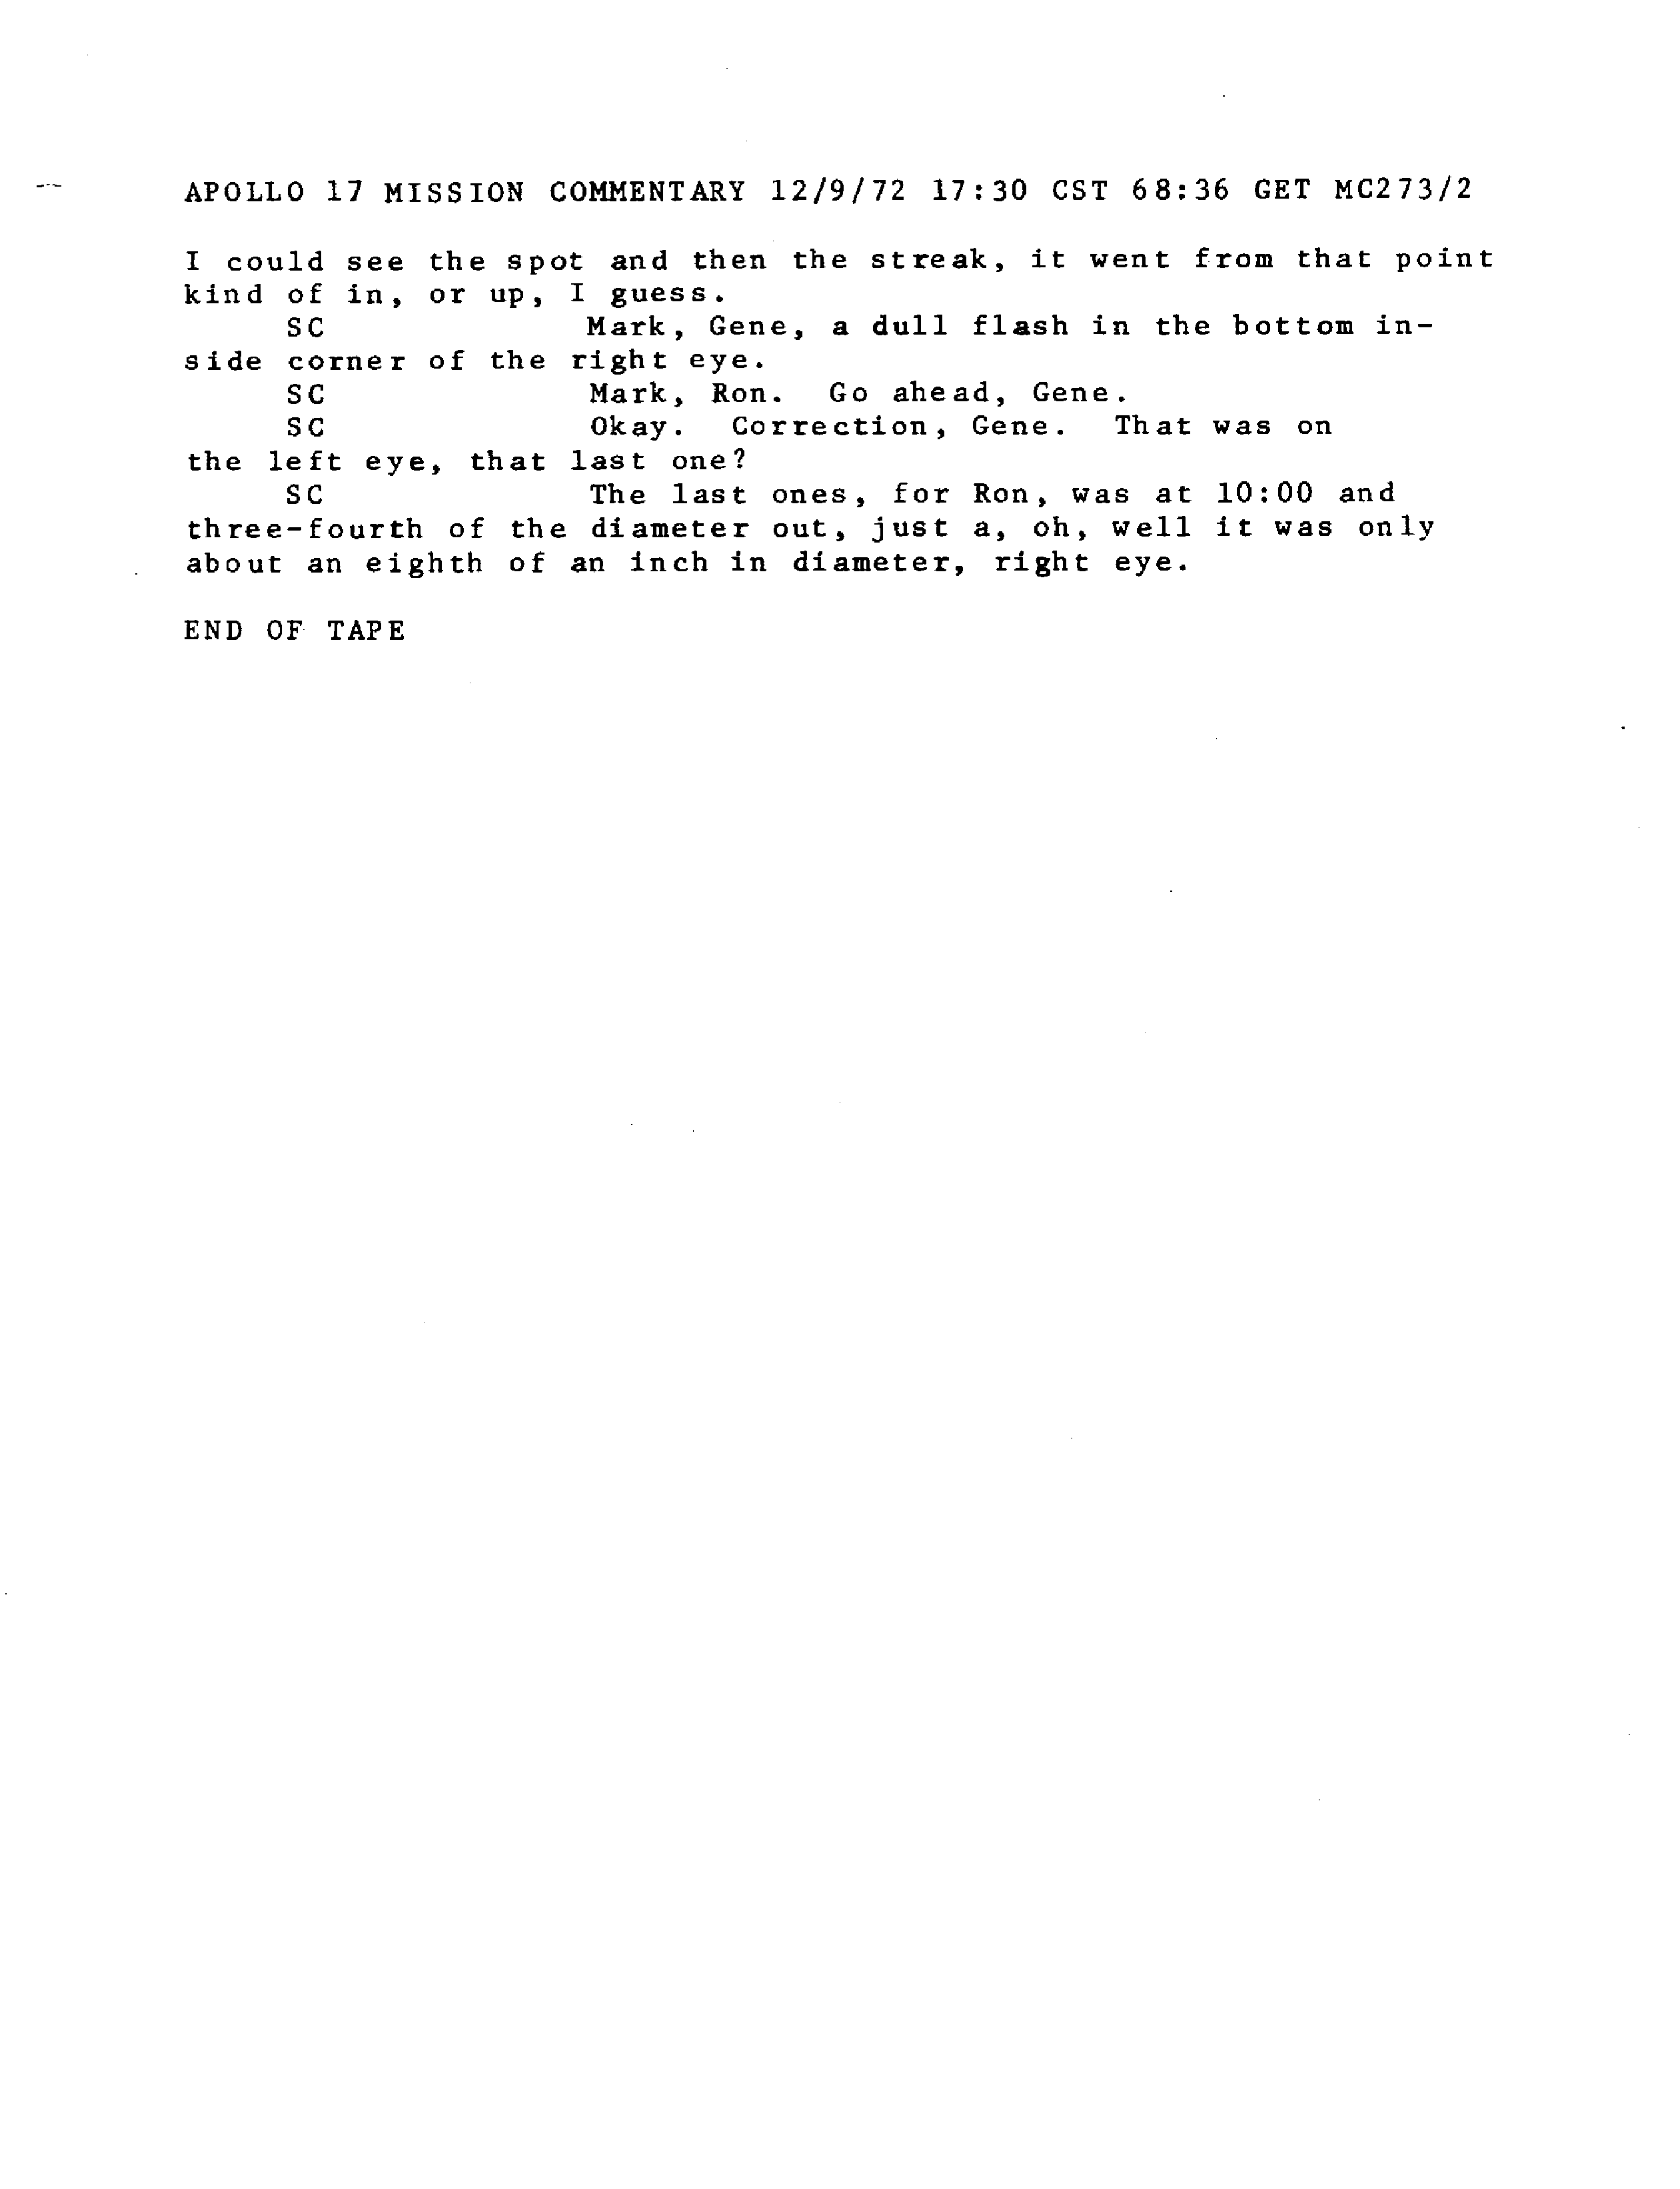 APOLLO 17 MISSION COMMENTARY 12/9/72 17:30 CST 68:36 GET MC273/2
I could see the spot and then the streak, it went from that point
kind of in, or up, I guess.
SC Mark, Gene, a dull flash in the bottom in-
side corner of the right eye.
SC Mark, Ron. Go ahead, Gene.
SC Okay. Correction, Gene. That was on
the left eye, that last one?
SC The last ones, for Ron, was at 10:00 and
three-fourth of the diameter out, just a, oh, well it was only
about an eighth of an inch in diameter, right eye.
END OF TAPE